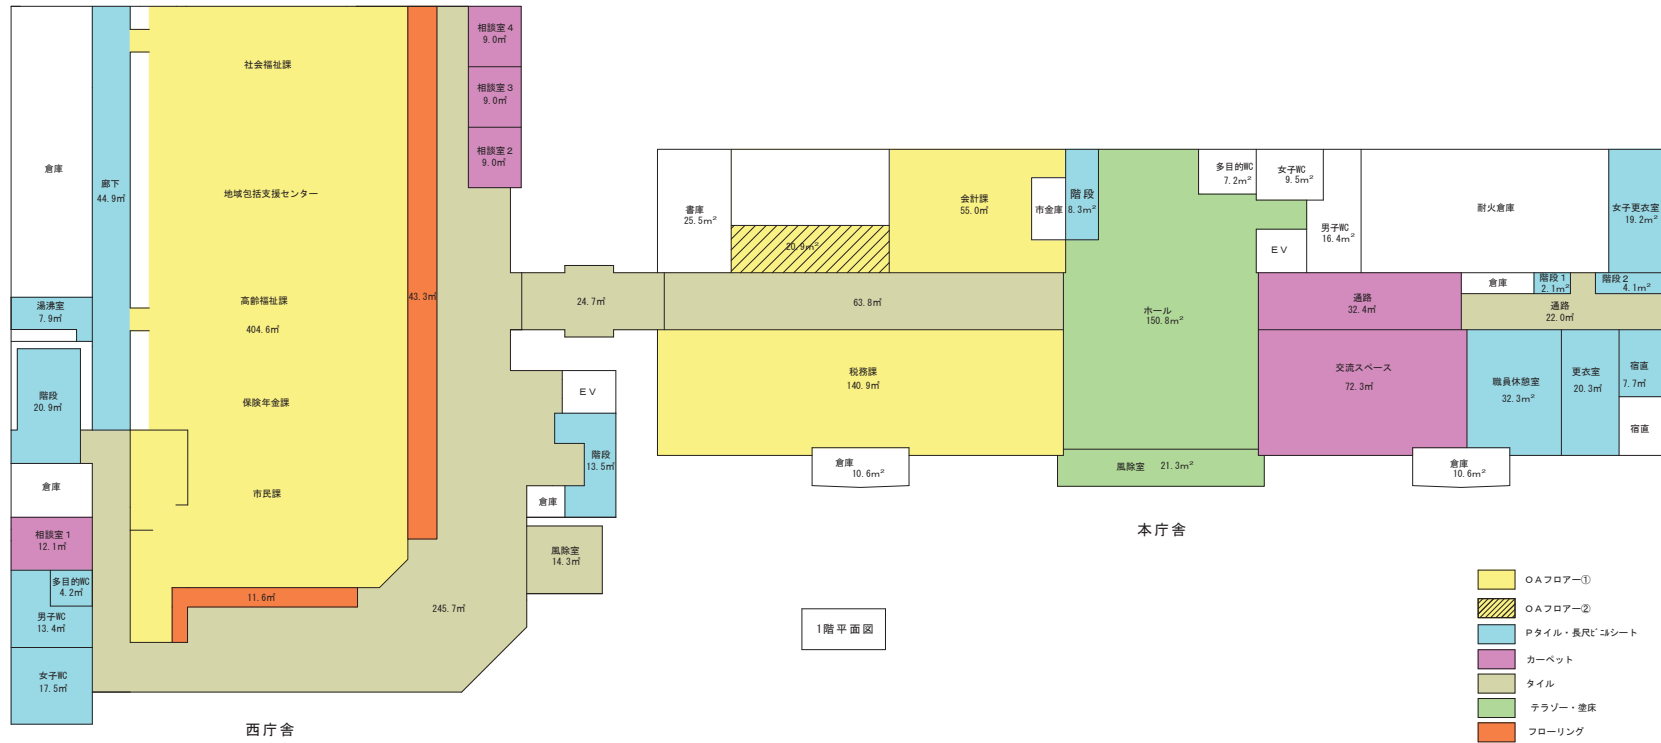 相談室４
9.0㎡
相談室３
9.0㎡
相談室２
9.0㎡
社会福祉課
倉庫
廊下
44.9㎡
地域包括支援センター
高齢福祉課
404.6㎡
43.3㎡
湯沸室
7.9㎡
階段
20.9㎡
保険年金課
市民課
倉庫
相談室１
12.1㎡
多目的WC
4.2㎡
男子WC
13.4㎡
女子WC
17.5㎡
11.6㎡
245.7㎡
24.7㎡
ＥＶ
階段
13.5㎡
倉庫
風除室
14.3㎡
西庁舎
書庫
25.5m²
20.9m²
会計課
55.0m²
市金庫
階段
8.3m²
多目的WC
7.2m²
女子WC
9.5m²
男子WC
16.4m²
ＥＶ
耐火倉庫
女子更衣室
19.2m²
63.8㎡
ホール
150.8m²
通路
32.4㎡
倉庫
階段１
2.1m²
階段２
4.1m²
通路
22.0㎡
税務課
140.9㎡
交流スペース
72.3㎡
職員休憩室
32.3m²
更衣室
20.3㎡
宿直
7.7㎡
宿直
倉庫
10.6m²
風除室 21.3m²
倉庫
10.6m²
本庁舎
1階平面図
ＯＡフロアー①
ＯＡフロアー②
Ｐタイル・長尺ﾋﾞﾆﾙシート
カーペット
タイル
テラゾー・塗床
フローリング